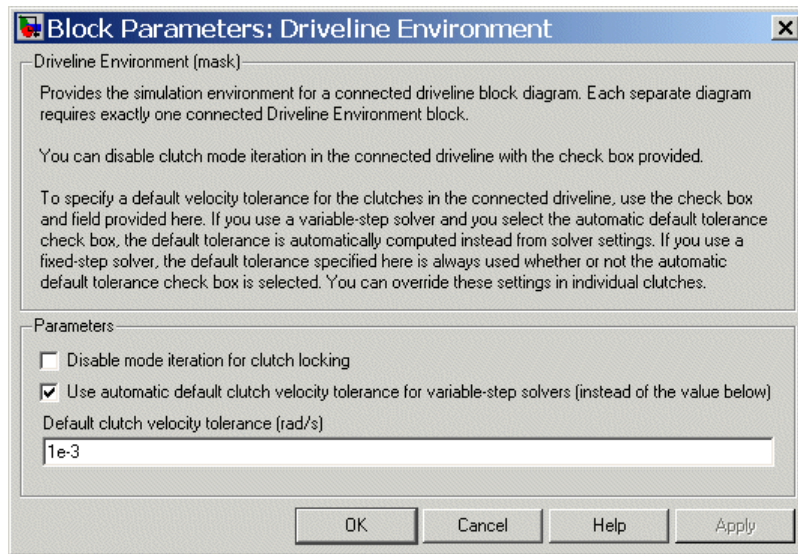 Block Parameters: Driveline Environment
Driveline Environment (mask)
Provides the simulation environment for a connected driveline block diagram. Each separate diagram
requires exactly one connected Driveline Environment block.
You can disable clutch mode iteration in the connected driveline with the check box provided.
To specify a default velocity tolerance for the clutches in the connected driveline, use the check box
and field provided here. If you use a variable-step solver and you select the automatic default tolerance
check box, the default tolerance is automatically computed instead from solver settings. If you use a
fixed-step solver, the default tolerance specified here is always used whether or not the automatic
default tolerance check box is selected. You can override these settings in individual clutches.
Parameters
Disable mode iteration for clutch locking
Use automatic default clutch velocity tolerance for variable-step solvers (instead of the value below)
Default clutch velocity tolerance (rad/s)
1e-3
OK Cancel Help Apply